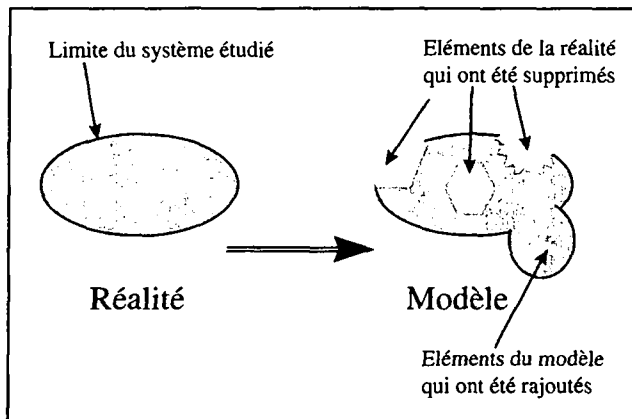 Limite du système étudié
Eléments de la réalité
qui ont été supprimés
Réalité
Modèle
Eléments du modèle
qui ont été rajoutés